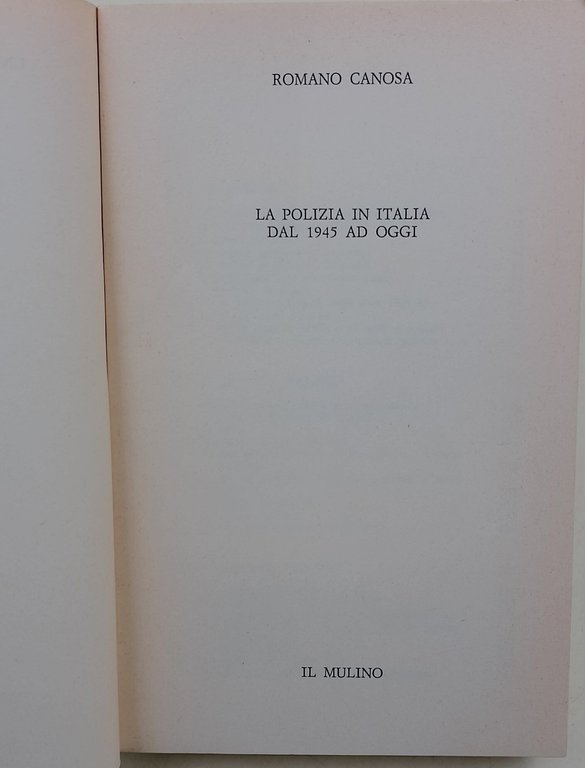 ROMANO CANOSA
LA POLIZIA IN ITALIA
DAL 1945 AD OGGI
IL MULINO